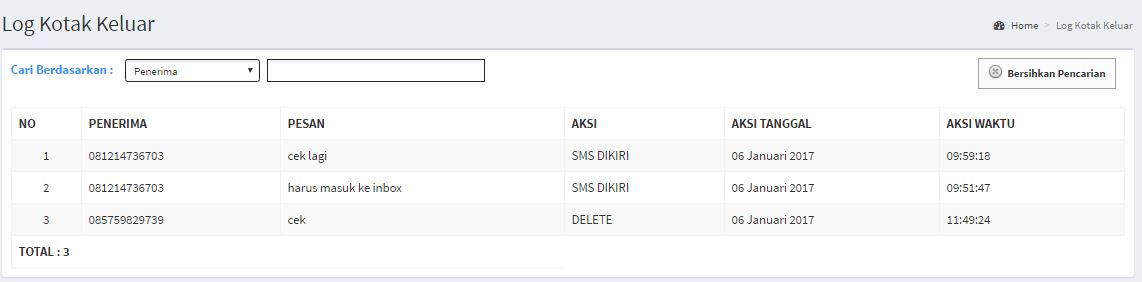 Log Kotak Keluar
Home > Log Kotak Keluar
Cari Berdasarkan : Penerima Bersihkan Pencarian
NO PENERIMA PESAN AKSI AKSI TANGGAL AKSI WAKTU
1 081214736703 cek lagi SMS DIKIRI 06 Januari 2017 09:59:18
2 081214736703 harus masuk ke inbox SMS DIKIRI 06 Januari 2017 09:51:47
3 085759829739 cek DELETE 06 Januari 2017 11:49:24
TOTAL : 3